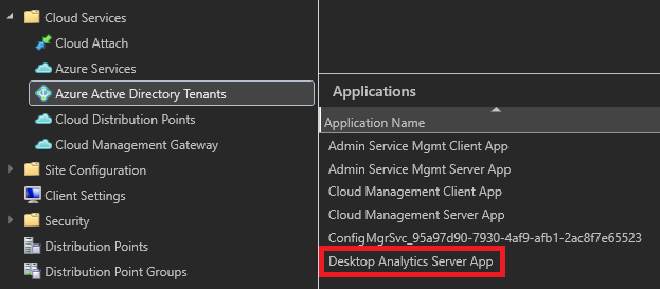 Cloud Services
Cloud Attach
Azure Services
Azure Active Directory Tenants
Cloud Distribution Points
Cloud Management Gateway
Site Configuration
Client Settings
Security
Distribution Points
Distribution Point Groups
Applications
Application Name
Admin Service Mgmt Client App
Admin Service Mgmt Server App
Cloud Management Client App
Cloud Management Server App
ConfigMgrSvc_95a97d90-7930-4af9-afb1-2ac8f7e65523
Desktop Analytics Server App